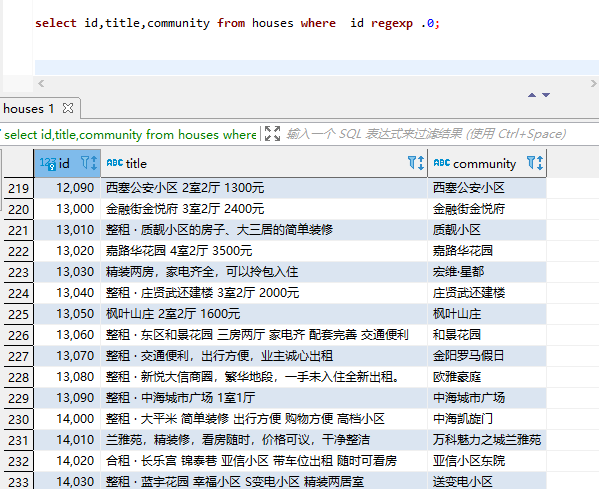 select id,title,community from houses where  id regexp .0;
houses 1
select id,title,community from houses where
输入一个 SQL 表达式来过滤结果 (使用 Ctrl+Space)
123 id ABC title ABC community
219 12,090 西塞公安小区 2室2厅 1300元 西塞公安小区
220 13,000 金融街金悦府 3室2厅 2400元 金融街金悦府
221 13,010 整租·质靓小区的房子、大三居的简单装修 质靓小区
222 13,020 嘉路华花园 4室2厅 3500元 嘉路华花园
223 13,030 精装两房，家电齐全，可以拎包入住 宏维·星都
224 13,040 整租·庄贤武还建楼 3室2厅 2000元 庄贤武还建楼
225 13,050 枫叶山庄 2室2厅 1600元 枫叶山庄
226 13,060 整租·东区和景花园 三房两厅 家电齐 配套完善 交通便利 和景花园
227 13,070 整租·交通便利，出行方便，业主诚心出租 金阳罗马假日
228 13,080 整租·新悦大信商圈，繁华地段，一手未入住全新出租。 欧雅豪庭
229 13,090 整租·中海城市广场 1室1厅 中海城市广场
230 14,000 整租·大平米 简单装修 出行方便 购物方便 高档小区 中海凯旋门
231 14,010 兰雅苑，精装修，看房随时，价格可议，干净整洁 万科魅力之城兰雅苑
232 14,020 合租·长乐宫 锦泰巷 亚信小区 带车位出租 随时可看房 亚信小区东院
233 14,030 整租·蓝宇花园 幸福小区 S变电小区 精装两居室 送变电小区